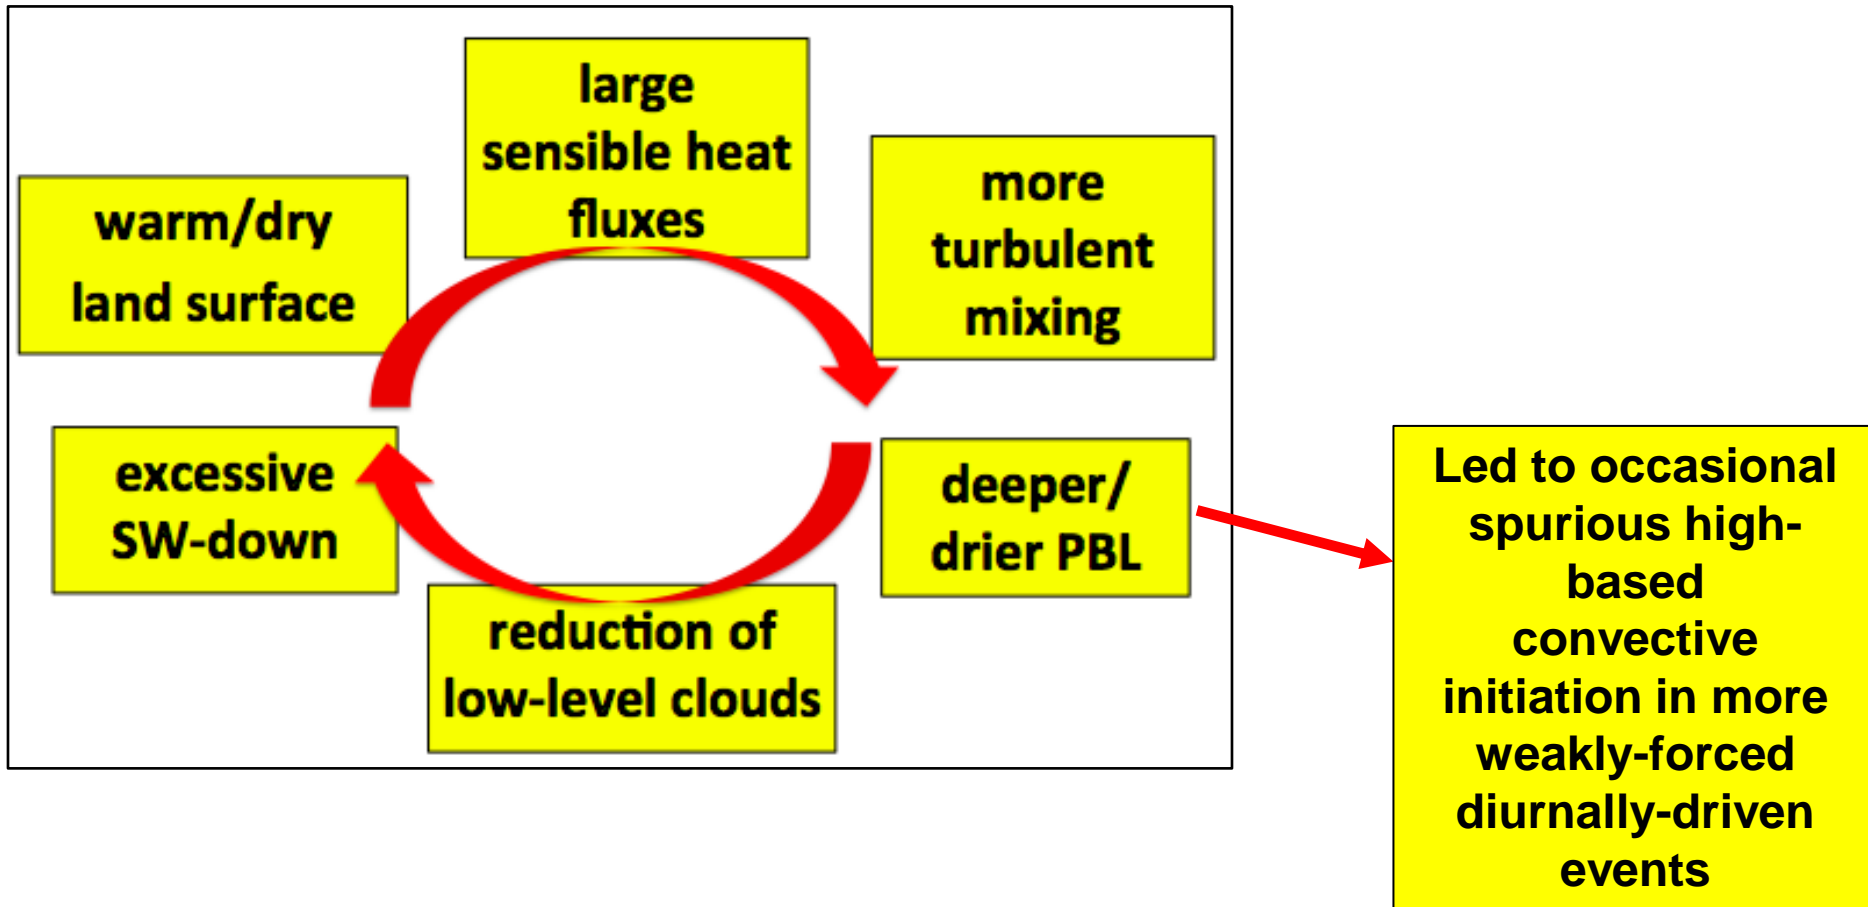 large
sensible heat
fluxes
warm/dry
land surface
more
turbulent
mixing
excessive
SW-down
deeper/
drier PBL
reduction of
low-level clouds
Led to occasional
spurious high-
based
convective
initiation in more
weakly-forced
diurnally-driven
events